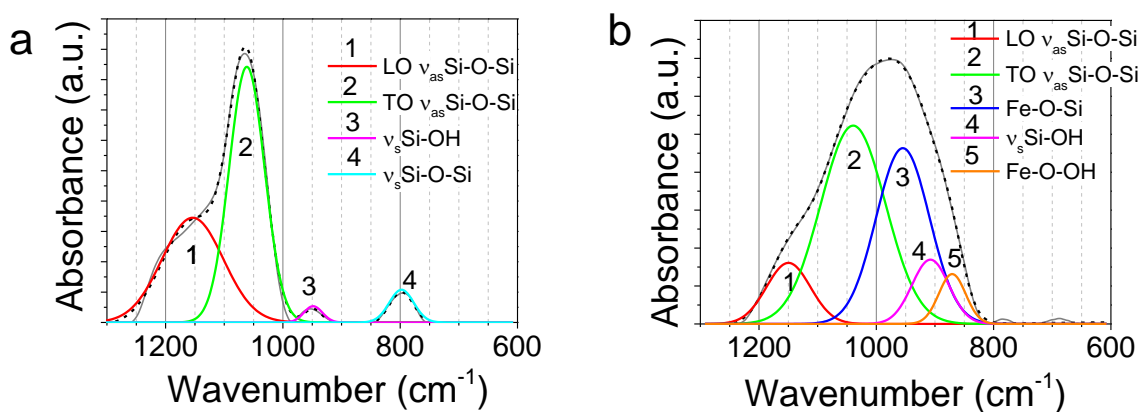 a
Absorbance (a.u.)
1
LO νasSi-O-Si
2
TO νasSi-O-Si
3
νsSi-OH
4
νsSi-O-Si
1
2
3
4
1200 1000 800 600
Wavenumber (cm-1)
b
Absorbance (a.u.)
1
LO νasSi-O-Si
2
TO νasSi-O-Si
3
Fe-O-Si
4
νsSi-OH
5
Fe-O-OH
1
2
3
4
5
1200 1000 800 600
Wavenumber (cm-1)